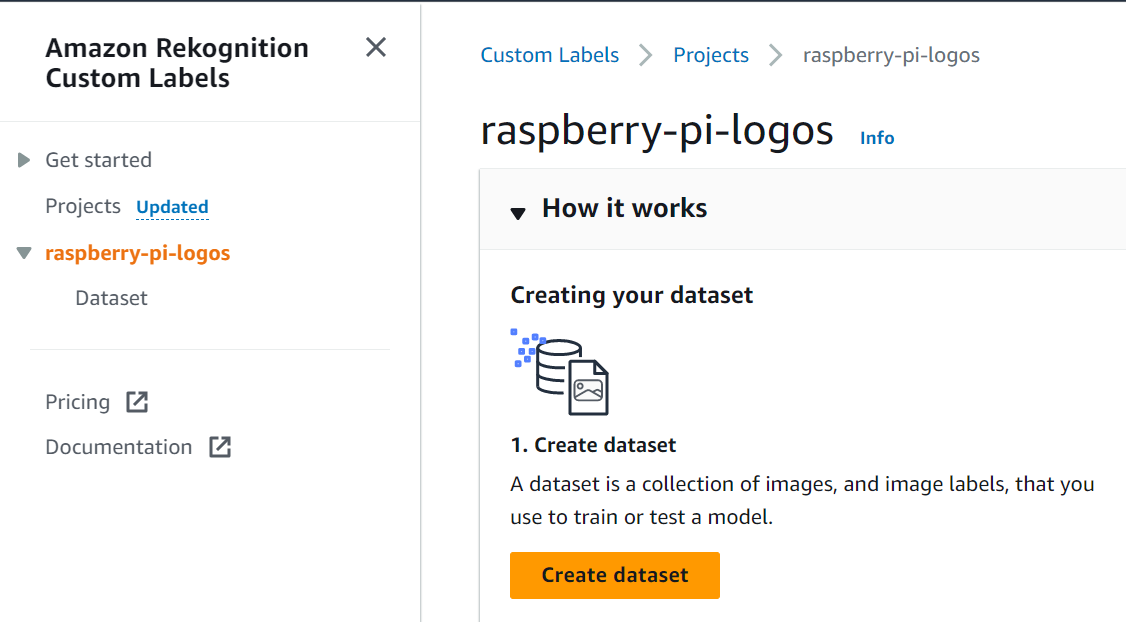 Amazon Rekognition
Custom Labels
Get started
Projects Updated
raspberry-pi-logos
Dataset
Pricing
Documentation
Custom Labels Projects raspberry-pi-logos
raspberry-pi-logos Info
How it works
Creating your dataset
1. Create dataset
A dataset is a collection of images, and image labels, that you
use to train or test a model.
Create dataset